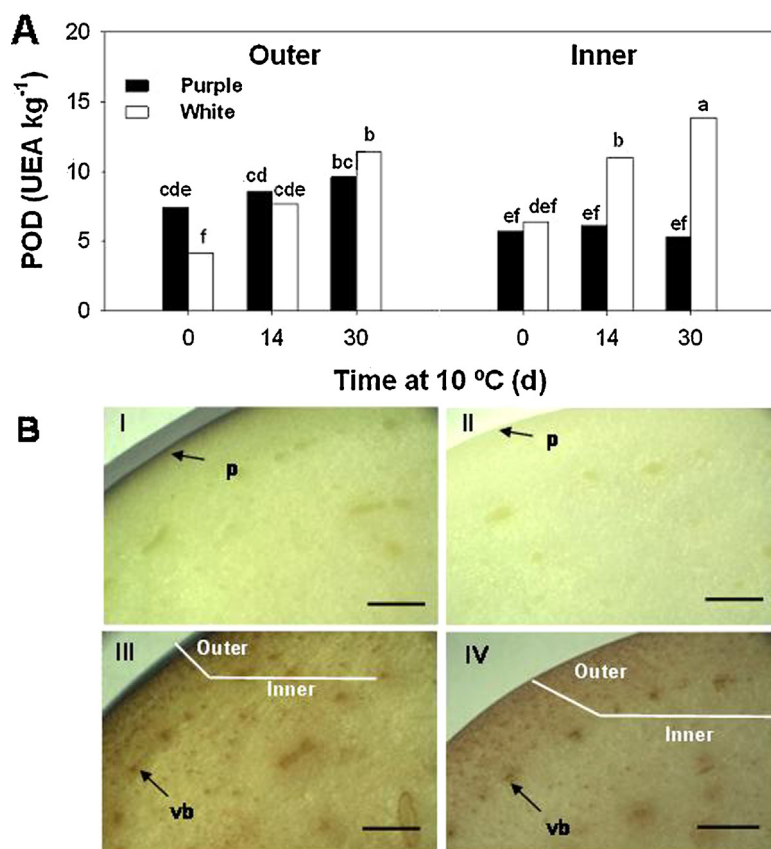 A
POD (UEA kg-1)
20
15
10
5
0
Outer
Inner
Purple
White
cde
f
cd
cde
bc
b
ef
def
ef
b
ef
a
0
14
30
0
14
30
Time at 10 ºC (d)
B
I
p
II
p
III
Outer
Inner
vb
IV
Outer
Inner
vb